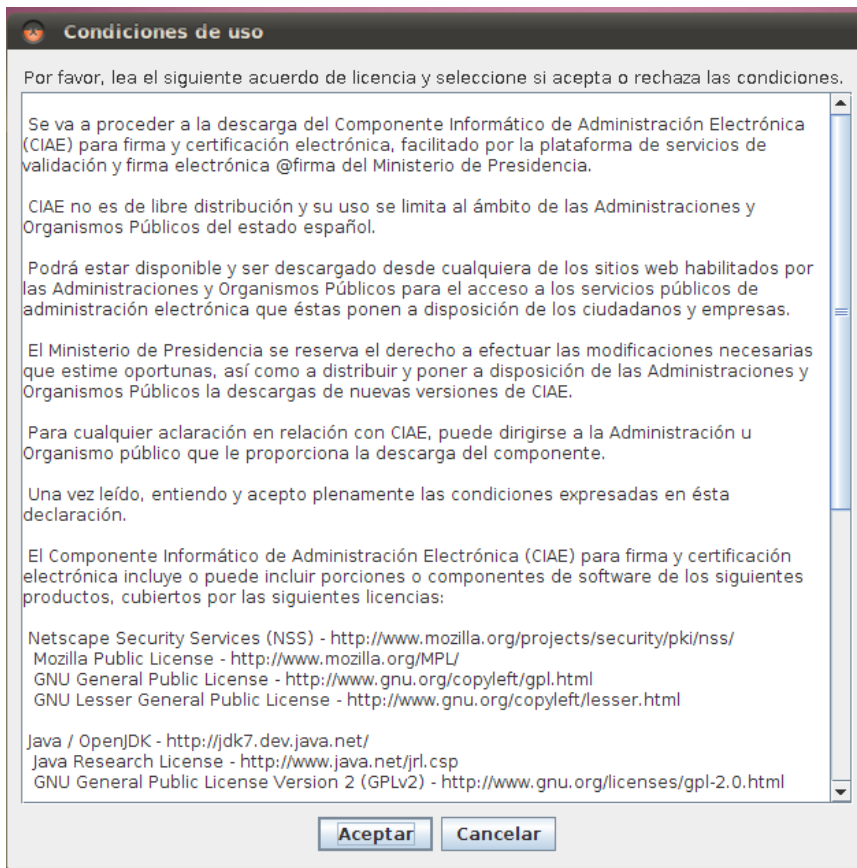 Condiciones de uso
Por favor, lea el siguiente acuerdo de licencia y seleccione si acepta o rechaza las condiciones.
Se va a proceder a la descarga del Componente Informático de Administración Electrónica
(CIAE) para firma y certificación electrónica, facilitado por la plataforma de servicios de
validación y firma electrónica @firma del Ministerio de Presidencia.
CIAE no es de libre distribución y su uso se limita al ámbito de las Administraciones y
Organismos Públicos del estado español.
Podrá estar disponible y ser descargado desde cualquiera de los sitios web habilitados por
las Administraciones y Organismos Públicos para el acceso a los servicios públicos de
administración electrónica que éstas ponen a disposición de los ciudadanos y empresas.
El Ministerio de Presidencia se reserva el derecho a efectuar las modificaciones necesarias
que estime oportunas, así como a distribuir y poner a disposición de las Administraciones y
Organismos Públicos la descargas de nuevas versiones de CIAE.
Para cualquier aclaración en relación con CIAE, puede dirigirse a la Administración u
Organismo público que le proporciona la descarga del componente.
Una vez leído, entiendo y acepto plenamente las condiciones expresadas en ésta
declaración.
El Componente Informático de Administración Electrónica (CIAE) para firma y certificación
electrónica incluye o puede incluir porciones o componentes de software de los siguientes
productos, cubiertos por las siguientes licencias:
Netscape Security Services (NSS) - http://www.mozilla.org/projects/security/pki/nss/
Mozilla Public License - http://www.mozilla.org/MPL/
GNU General Public License - http://www.gnu.org/copyleft/gpl.html
GNU Lesser General Public License - http://www.gnu.org/copyleft/lesser.html
Java / OpenJDK - http://jdk7.dev.java.net/
Java Research License - http://www.java.net/jrl.csp
GNU General Public License Version 2 (GPLv2) - http://www.gnu.org/licenses/gpl-2.0.html
Aceptar Cancelar